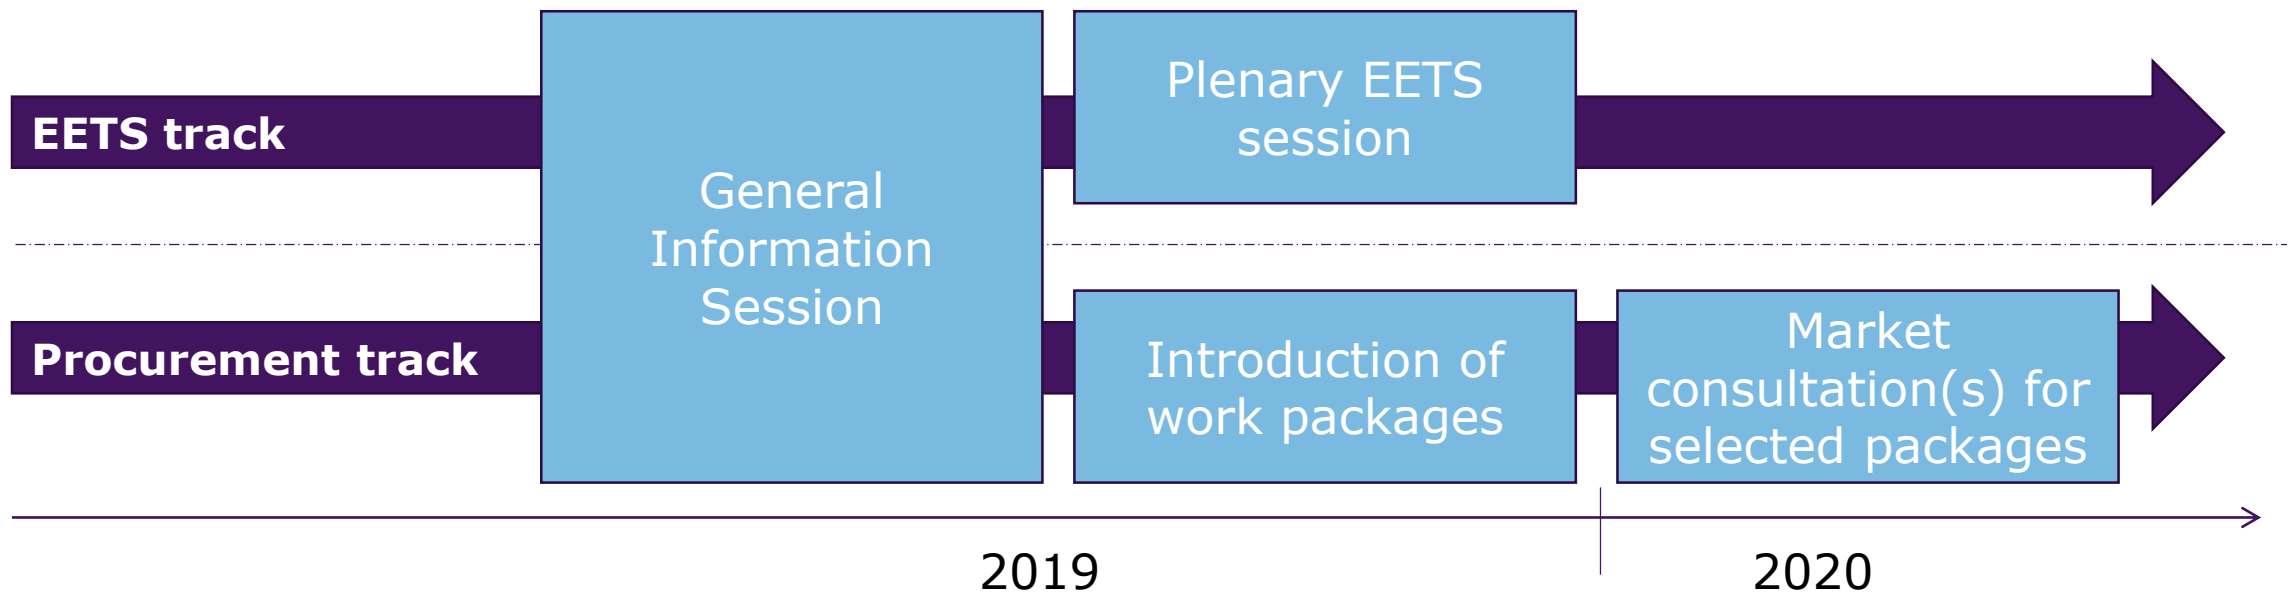 EETS track
General
Information
Session
Plenary EETS
session
Procurement track
Introduction of
work packages
Market
consultation(s) for
selected packages
2019
2020